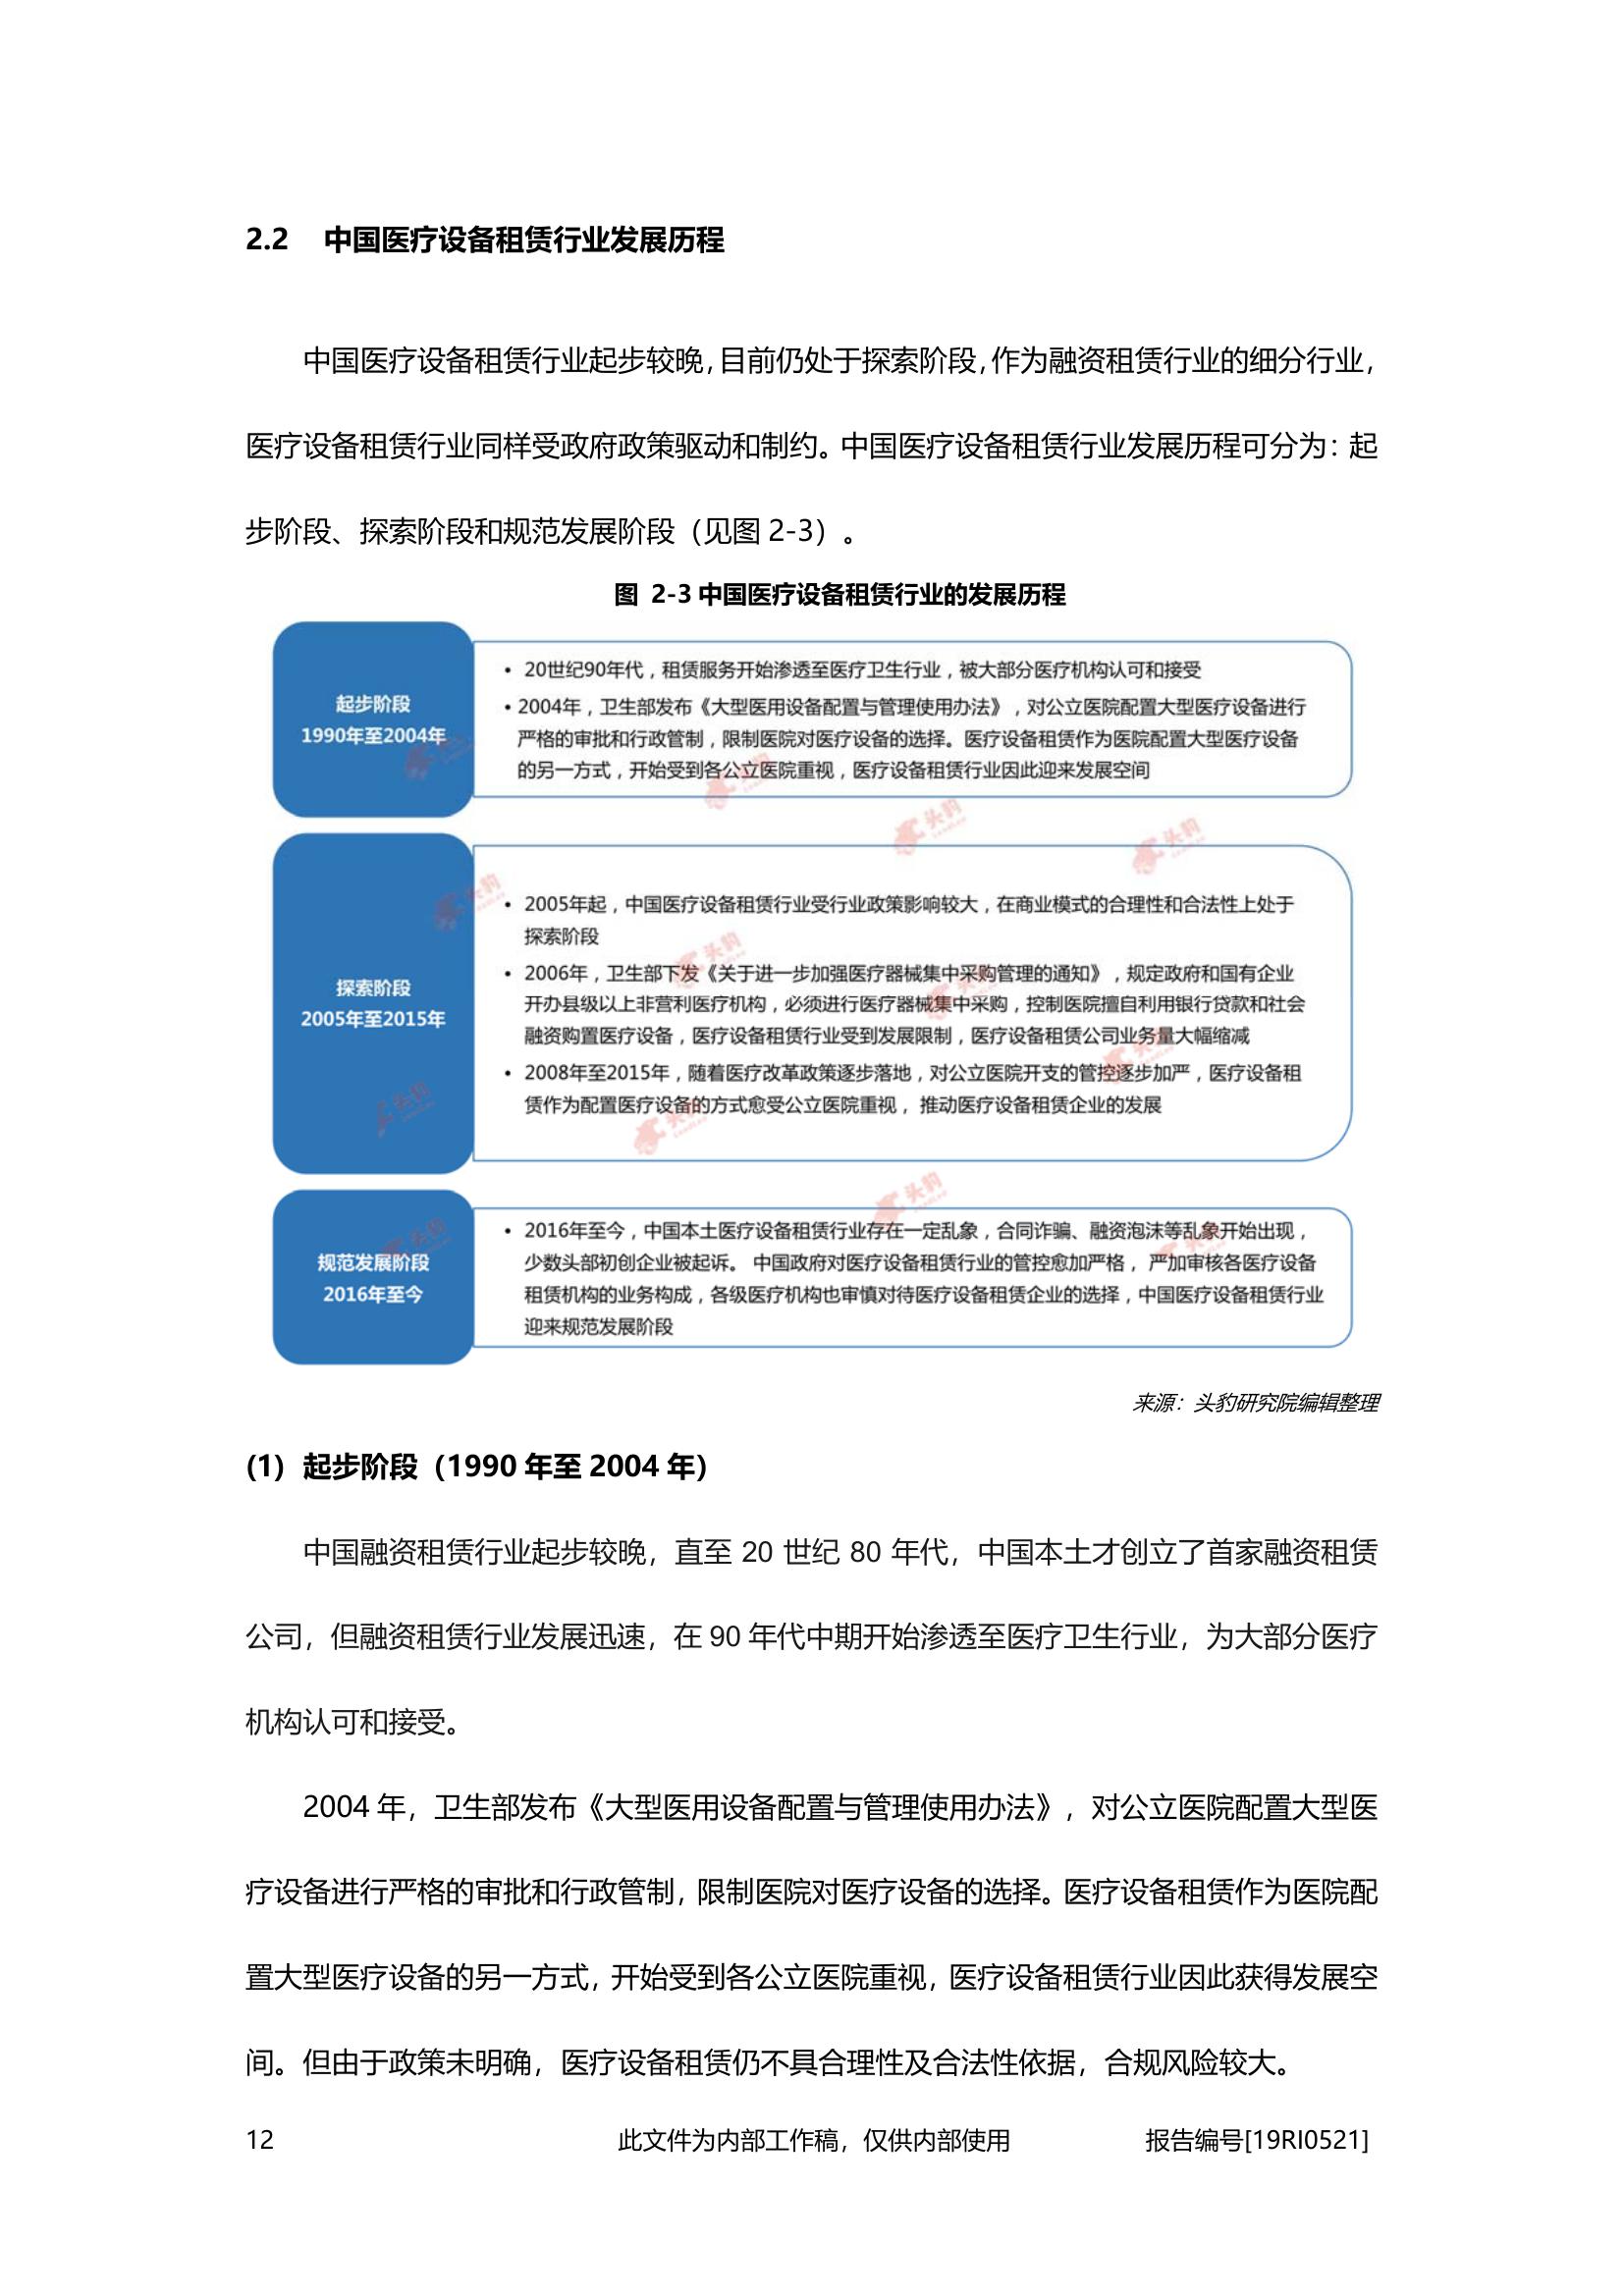 2.2 中国医疗设备租赁行业发展历程
中国医疗设备租赁行业起步较晚，目前仍处于探索阶段，作为融资租赁行业的细分行业，
医疗设备租赁行业同样受政府政策驱动和制约。中国医疗设备租赁行业发展历程可分为：起
步阶段、探索阶段和规范发展阶段（见图 2-3）。
图 2-3 中国医疗设备租赁行业的发展历程
起步阶段
1990年至2004年
• 20世纪90年代，租赁服务开始渗透至医疗卫生行业，被大部分医疗机构认可和接受
• 2004年，卫生部发布《大型医用设备配置与管理使用办法》，对公立医院配置大型医疗设备进行
严格的审批和行政管制，限制医院对医疗设备的选择。医疗设备租赁作为医院配置大型医疗设备
的另一方式，开始受到各公立医院重视，医疗设备租赁行业因此迎来发展空间
探索阶段
2005年至2015年
• 2005年起，中国医疗设备租赁行业受行业政策影响较大，在商业模式的合理性和合法性上处于
探索阶段
• 2006年，卫生部下发《关于进一步加强医疗器械集中采购管理的通知》，规定政府和国有企业
开办县级以上非营利医疗机构，必须进行医疗器械集中采购，控制医院擅自利用银行贷款和社会
融资购置医疗设备，医疗设备租赁行业受到发展限制，医疗设备租赁公司业务量大幅缩减
• 2008年至2015年，随着医疗改革政策逐步落地，对公立医院开支的管控逐步加严，医疗设备租
赁作为配置医疗设备的方式愈受公立医院重视，推动医疗设备租赁企业的发展
规范发展阶段
2016年至今
• 2016年至今，中国本土医疗设备租赁行业存在一定乱象，合同诈骗、融资泡沫等乱象开始出现，
少数头部初创企业被起诉。 中国政府对医疗设备租赁行业的管控愈加严格， 严加审核各医疗设备
租赁机构的业务构成，各级医疗机构也审慎对待医疗设备租赁企业的选择，中国医疗设备租赁行业
迎来规范发展阶段
来源：头豹研究院编辑整理
(1) 起步阶段（1990 年至 2004 年）
中国融资租赁行业起步较晚，直至 20 世纪 80 年代，中国本土才创立了首家融资租赁
公司，但融资租赁行业发展迅速，在 90 年代中期开始渗透至医疗卫生行业，为大部分医疗
机构认可和接受。
2004 年，卫生部发布《大型医用设备配置与管理使用办法》，对公立医院配置大型医
疗设备进行严格的审批和行政管制，限制医院对医疗设备的选择。医疗设备租赁作为医院配
置大型医疗设备的另一方式，开始受到各公立医院重视，医疗设备租赁行业因此获得发展空
间。但由于政策未明确，医疗设备租赁仍不具合理性及合法性依据，合规风险较大。
12 此文件为内部工作稿，仅供内部使用 报告编号[19RI0521]